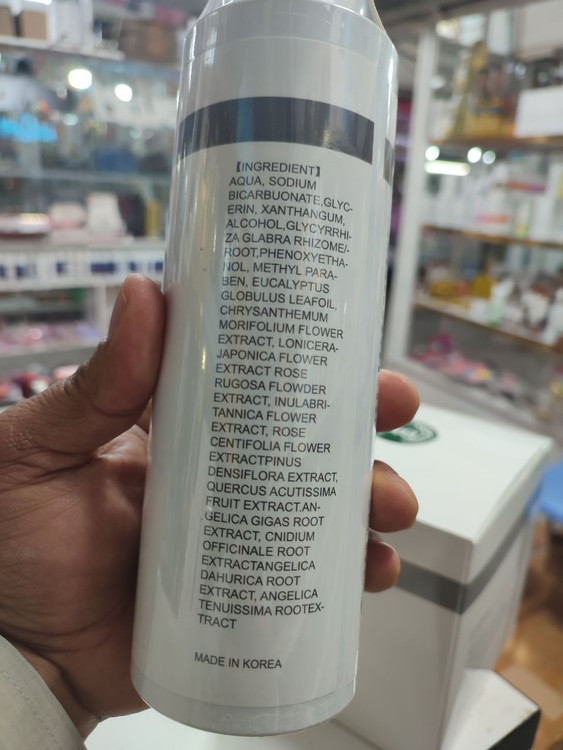 【INGREDIENT】
AQUA, SODIUM
BICARBUONATE,GLYC-
ERIN, XANTHANGUM,
ALCOHOL,GLYCYRRHI-
ZA GLABRA RHIZOME/-
ROOT,PHENOXYETHA-
NOL, METHYL PARA-
BEN, EUCALYPTUS
GLOBULUS LEAFOIL,
CHRYSANTHEMUM
MORIFOLIUM FLOWER
EXTRACT, LONICERA-
JAPONICA FLOWER
EXTRACT ROSE
RUGOSA FLOWDER
EXTRACT, INULABRI-
TANNICA FLOWER
EXTRACT, ROSE
CENTIFOLIA FLOWER
EXTRACTPINUS
DENSIFLORA EXTRACT,
QUERCUS ACUTISSIMA
FRUIT EXTRACT.AN-
GELICA GIGAS ROOT
EXTRACT, CNIDIUM
OFFICINALE ROOT
EXTRACTANGELICA
DAHURICA ROOT
EXTRACT, ANGELICA
TENUISSIMA ROOTEX-
TRACT
MADE IN KOREA